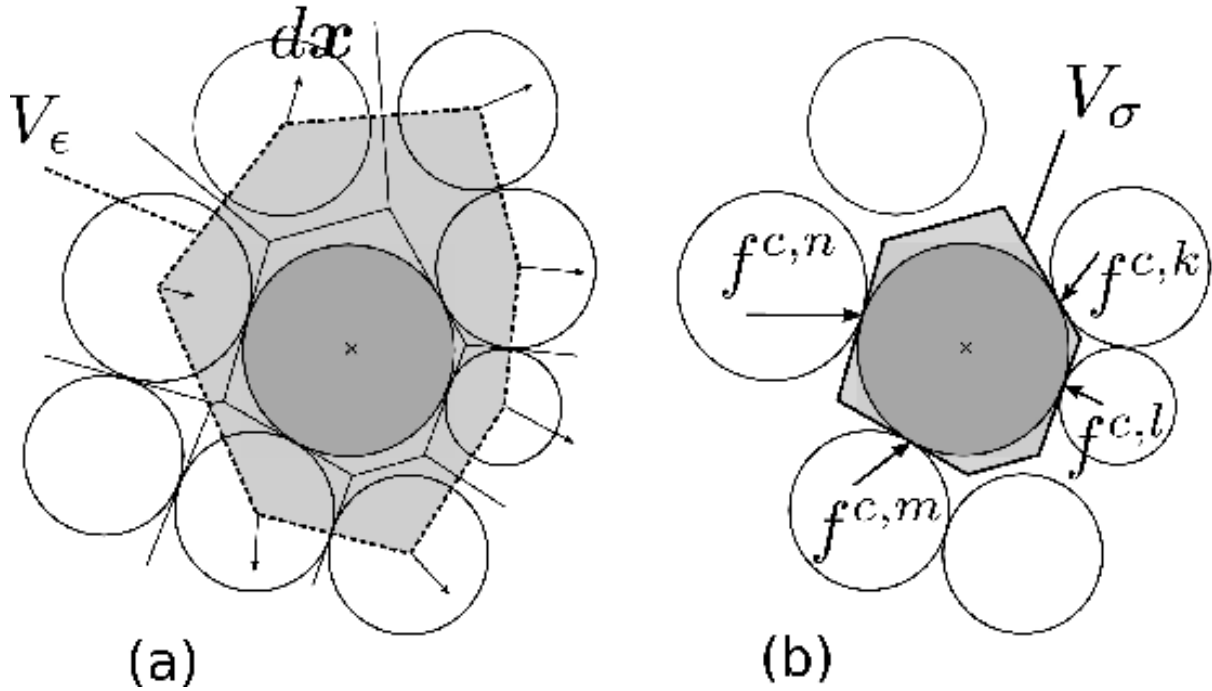 dx
V_ϵ
V_σ
f^{c,n}
f^{c,k}
f^{c,l}
f^{c,m}
(a)
(b)